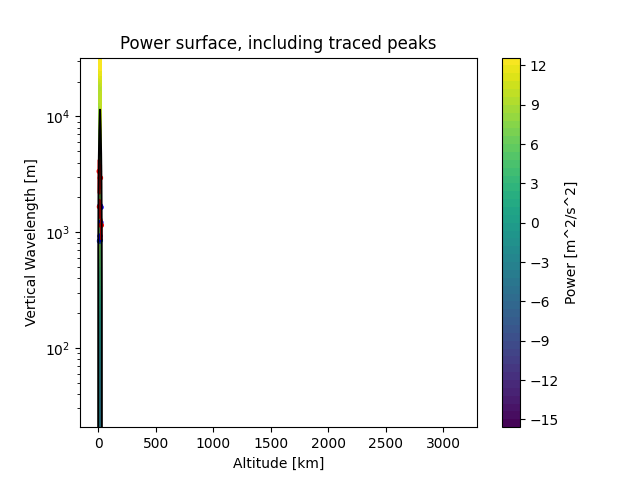 Power surface, including traced peaks
Vertical Wavelength [m]
10^4
10^3
10^2
0 500 1000 1500 2000 2500 3000
Altitude [km]
12
9
6
3
0
−3
−6
−9
−12
−15
Power [m^2/s^2]